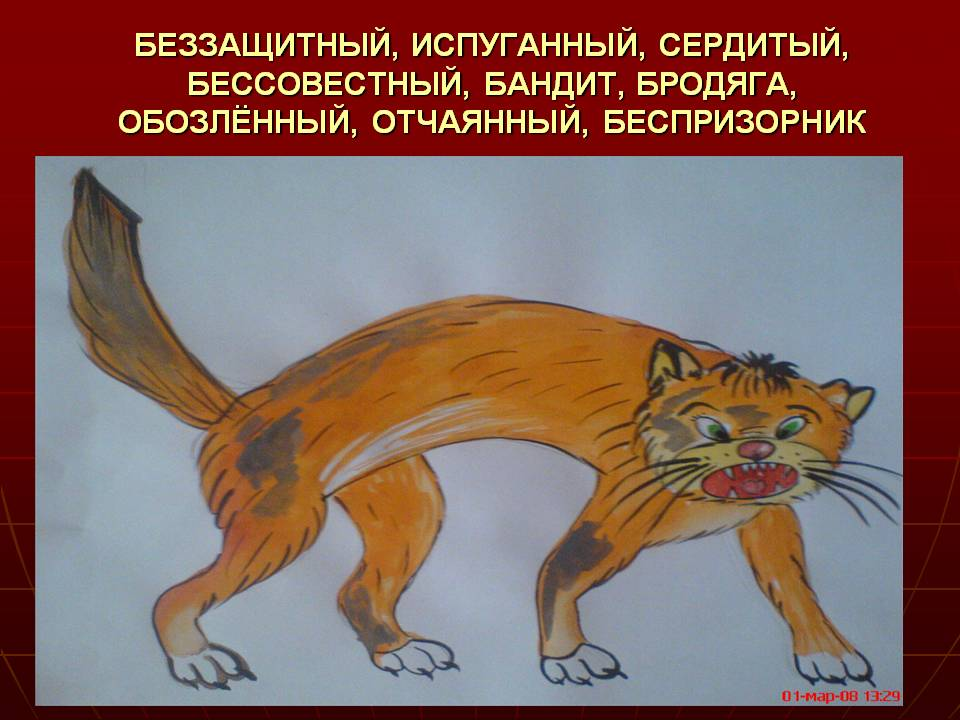 БЕЗЗАЩИТНЫЙ, ИСПУГАННЫЙ, СЕРДИТЫЙ,
БЕССОВЕСТНЫЙ, БАНДИТ, БРОДЯГА,
ОБОЗЛЁННЫЙ, ОТЧАЯННЫЙ, БЕСПРИЗОРНИК
01-мар-08 13:29